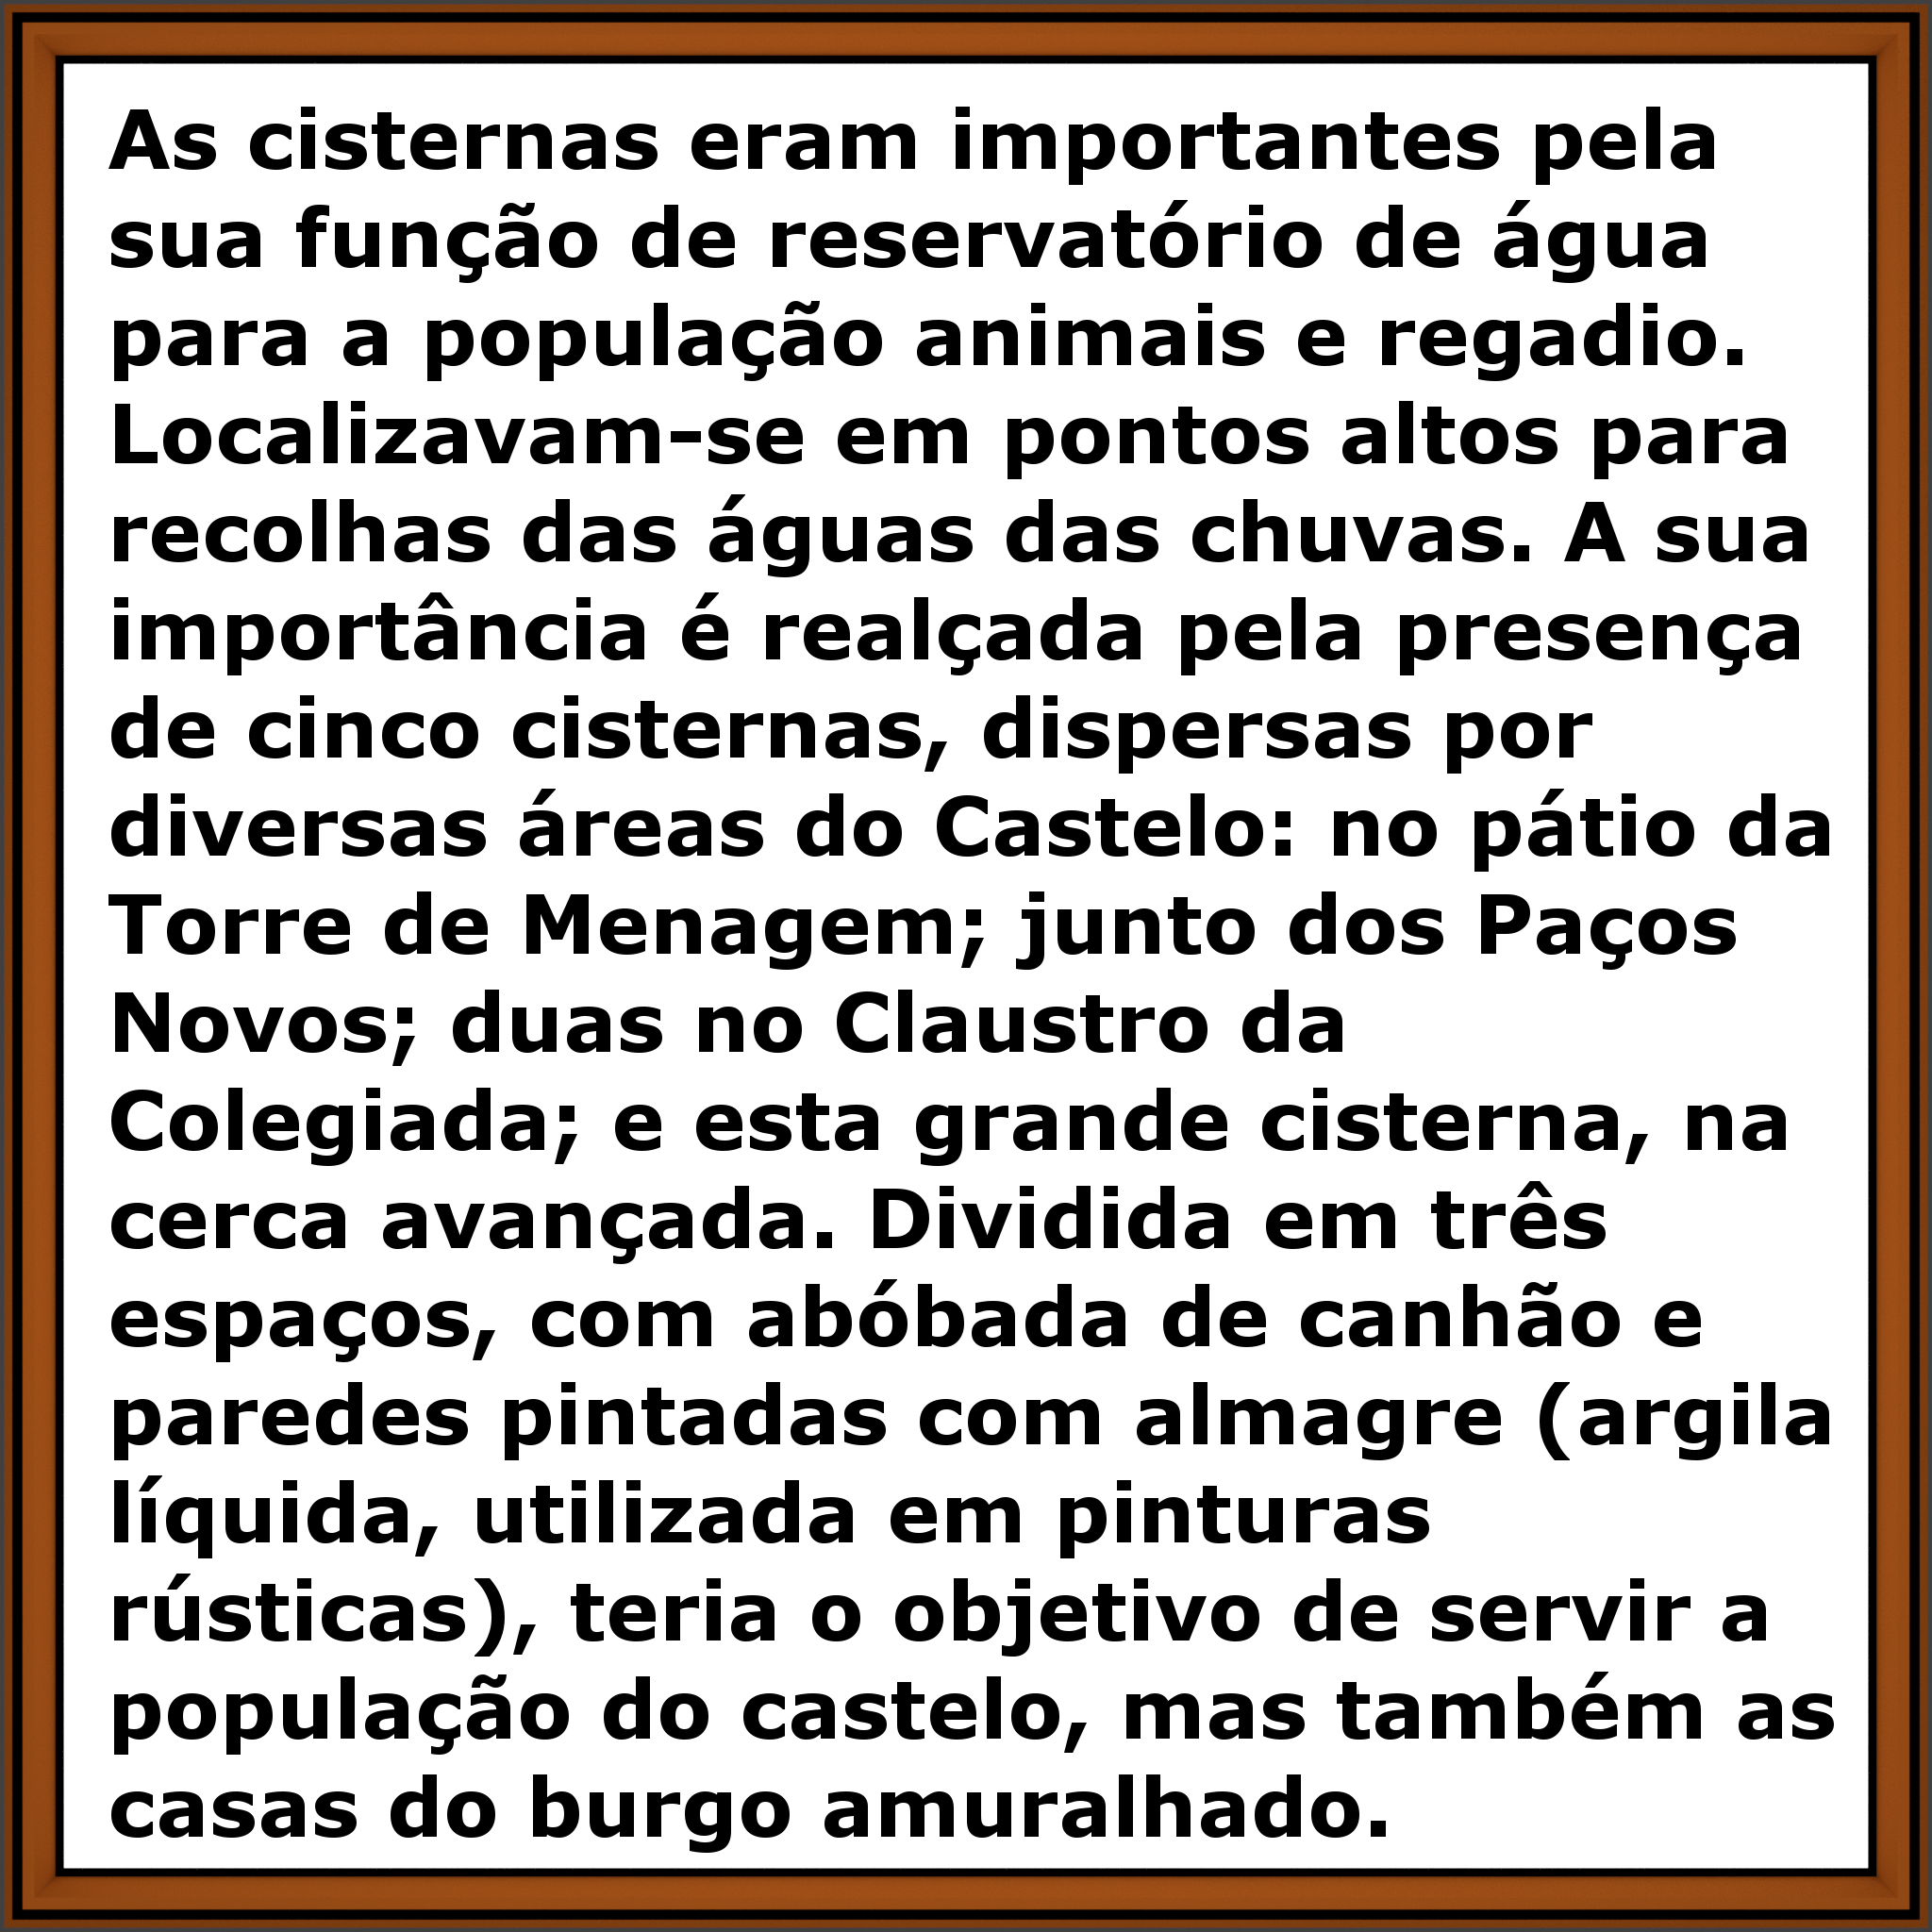 As cisternas eram importantes pela
sua função de reservatório de água
para a população animais e regadio.
Localizavam-se em pontos altos para
recolhas das águas das chuvas. A sua
importância é realçada pela presença
de cinco cisternas, dispersas por
diversas áreas do Castelo: no pátio da
Torre de Menagem; junto dos Paços
Novos; duas no Claustro da
Colegiada; e esta grande cisterna, na
cerca avançada. Dividida em três
espaços, com abóbada de canhão e
paredes pintadas com almagre (argila
líquida, utilizada em pinturas
rústicas), teria o objetivo de servir a
população do castelo, mas também as
casas do burgo amuralhado.